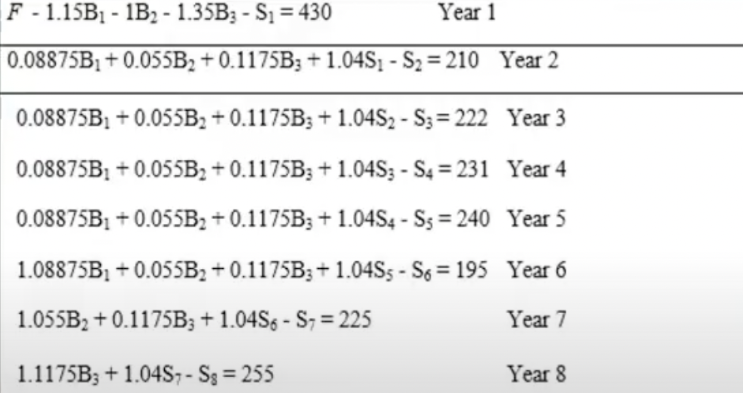 F - 1.15B₁ - 1B₂ - 1.35B₃ - S₁ = 430 Year 1
0.08875B₁ + 0.055B₂ + 0.1175B₃ + 1.04S₁ - S₂ = 210 Year 2
0.08875B₁ + 0.055B₂ + 0.1175B₃ + 1.04S₂ - S₃ = 222 Year 3
0.08875B₁ + 0.055B₂ + 0.1175B₃ + 1.04S₃ - S₄ = 231 Year 4
0.08875B₁ + 0.055B₂ + 0.1175B₃ + 1.04S₄ - S₅ = 240 Year 5
1.08875B₁ + 0.055B₂ + 0.1175B₃ + 1.04S₅ - S₆ = 195 Year 6
1.055B₂ + 0.1175B₃ + 1.04S₆ - S₇ = 225 Year 7
1.1175B₃ + 1.04S₇ - S₈ = 255 Year 8